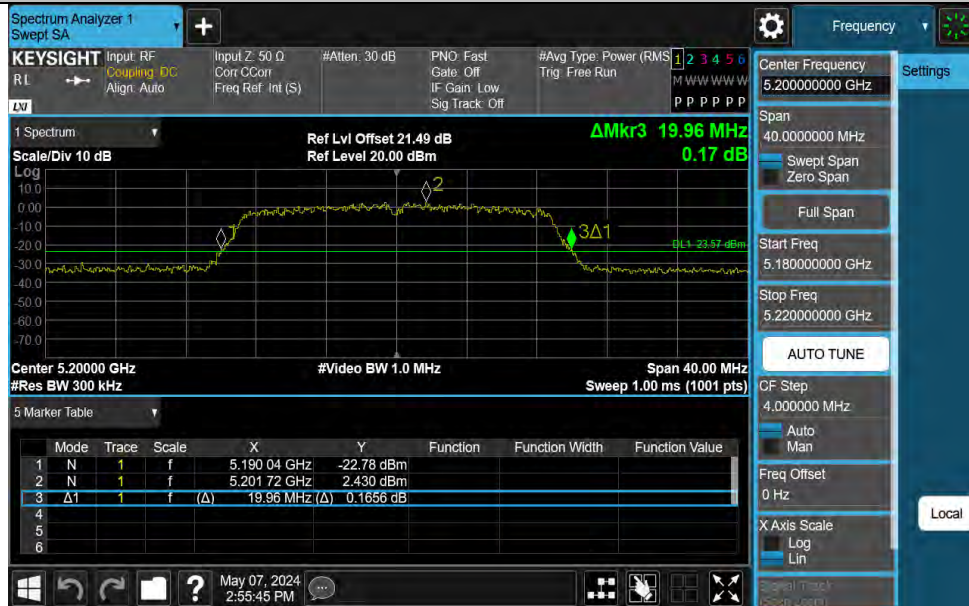 Spectrum Analyzer 1
Swept SA
+
Frequency
KEYSIGHT
RL
LXI
Input: RF
Coupling: DC
Align: Auto
Input Z: 50 Ω
Corr CCorr
Freq Ref: Int (S)
#Atten: 30 dB
PNO: Fast
Gate: Off
IF Gain: Low
Sig Track: Off
#Avg Type: Power (RMS
Trig: Free Run
1 2 3 4 5 6
M W W W W W
P P P P P P
Center Frequency
5.200000000 GHz
Settings
Span
40.0000000 MHz
Swept Span
Zero Span
Full Span
Start Freq
5.180000000 GHz
Stop Freq
5.220000000 GHz
AUTO TUNE
CF Step
4.000000 MHz
Auto
Man
Freq Offset
0 Hz
X Axis Scale
Log
Lin
Local
1 Spectrum
Scale/Div 10 dB
Ref Lvl Offset 21.49 dB
Ref Level 20.00 dBm
ΔMkr3 19.96 MHz
0.17 dB
Log
10.0
0.00
-10.0
-20.0
-30.0
-40.0
-50.0
-60.0
-70.0
1
2
3Δ1
DL1 -23.57 dBm
Center 5.20000 GHz
#Res BW 300 kHz
#Video BW 1.0 MHz
Span 40.00 MHz
Sweep 1.00 ms (1001 pts)
5 Marker Table
Mode Trace Scale X Y Function Function Width Function Value
1 N 1 f 5.190 04 GHz -22.78 dBm
2 N 1 f 5.201 72 GHz 2.430 dBm
3 Δ1 1 f (Δ) 19.96 MHz (Δ) 0.1656 dB
4
5
6
?
May 07, 2024
2:55:45 PM